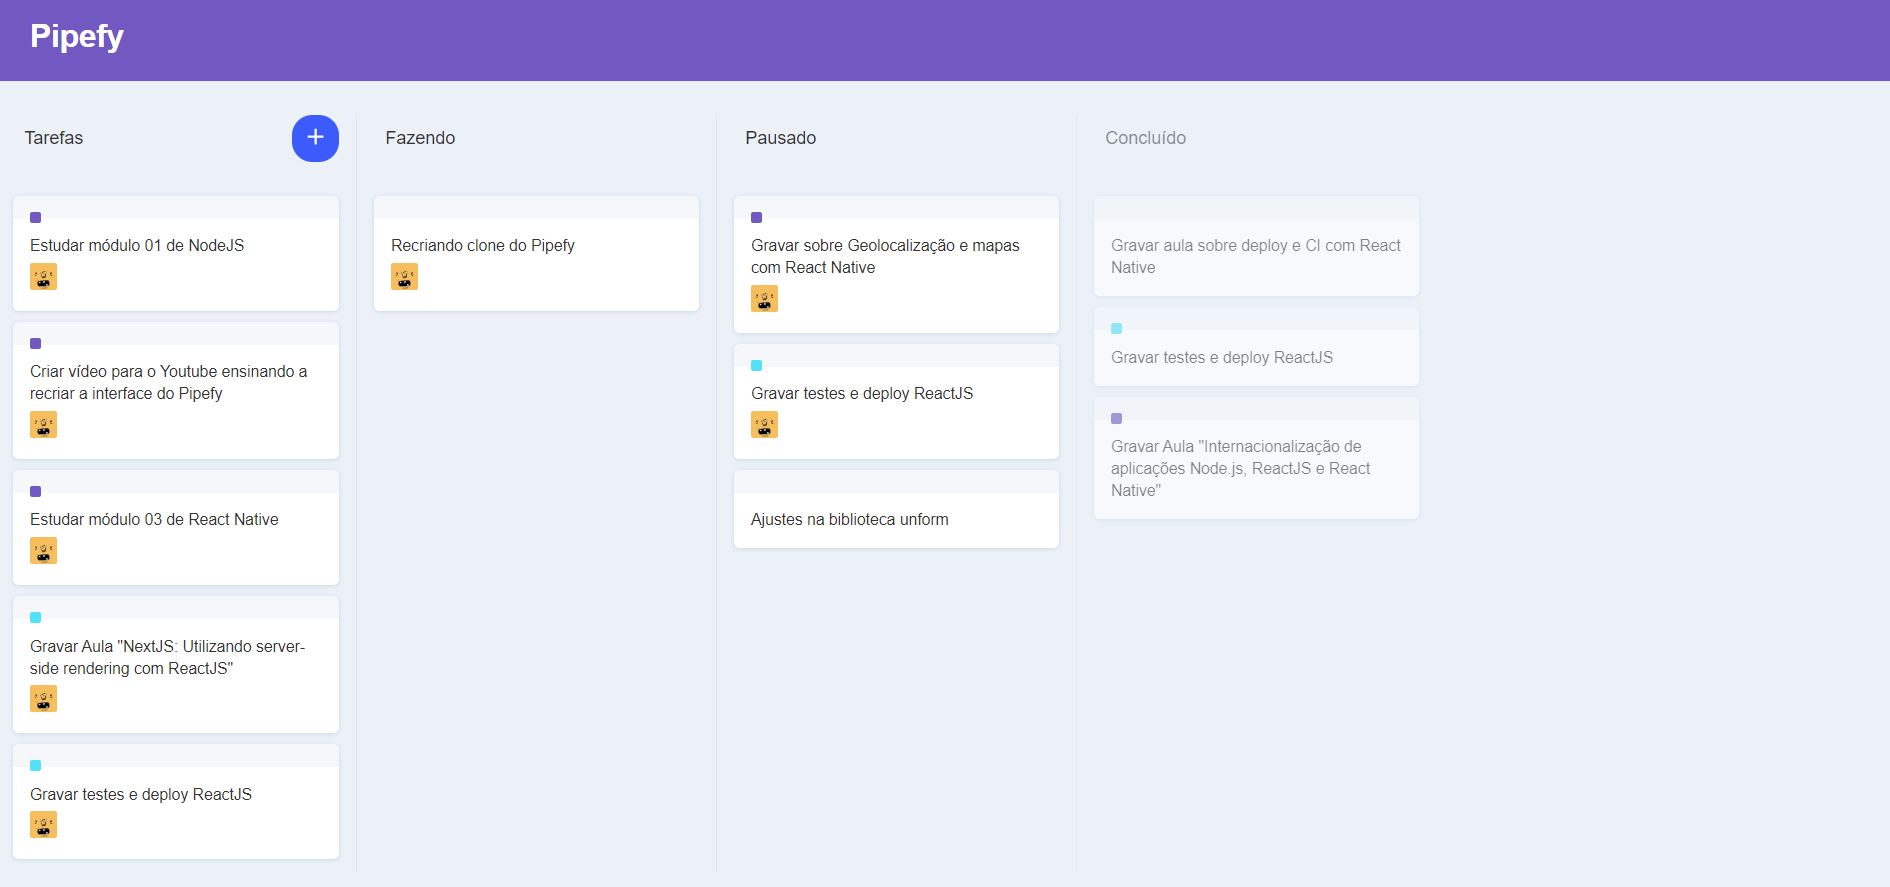 Pipefy
Tarefas
+
Estudar módulo 01 de NodeJS
Criar vídeo para o Youtube ensinando a
recriar a interface do Pipefy
Estudar módulo 03 de React Native
Gravar Aula "NextJS: Utilizando server-
side rendering com ReactJS"
Gravar testes e deploy ReactJS
Fazendo
Recriando clone do Pipefy
Pausado
Gravar sobre Geolocalização e mapas
com React Native
Gravar testes e deploy ReactJS
Ajustes na biblioteca unform
Concluído
Gravar aula sobre deploy e CI com React
Native
Gravar testes e deploy ReactJS
Gravar Aula "Internacionalização de
aplicações Node.js, ReactJS e React
Native"